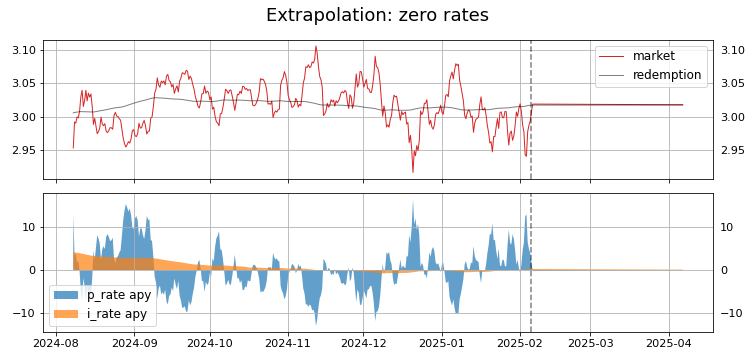 Extrapolation: zero rates
3.10
3.05
3.00
2.95
market
redemption
3.10
3.05
3.00
2.95
10
0
−10
p_rate apy
i_rate apy
10
0
−10
2024-08 2024-09 2024-10 2024-11 2024-12 2025-01 2025-02 2025-03 2025-04